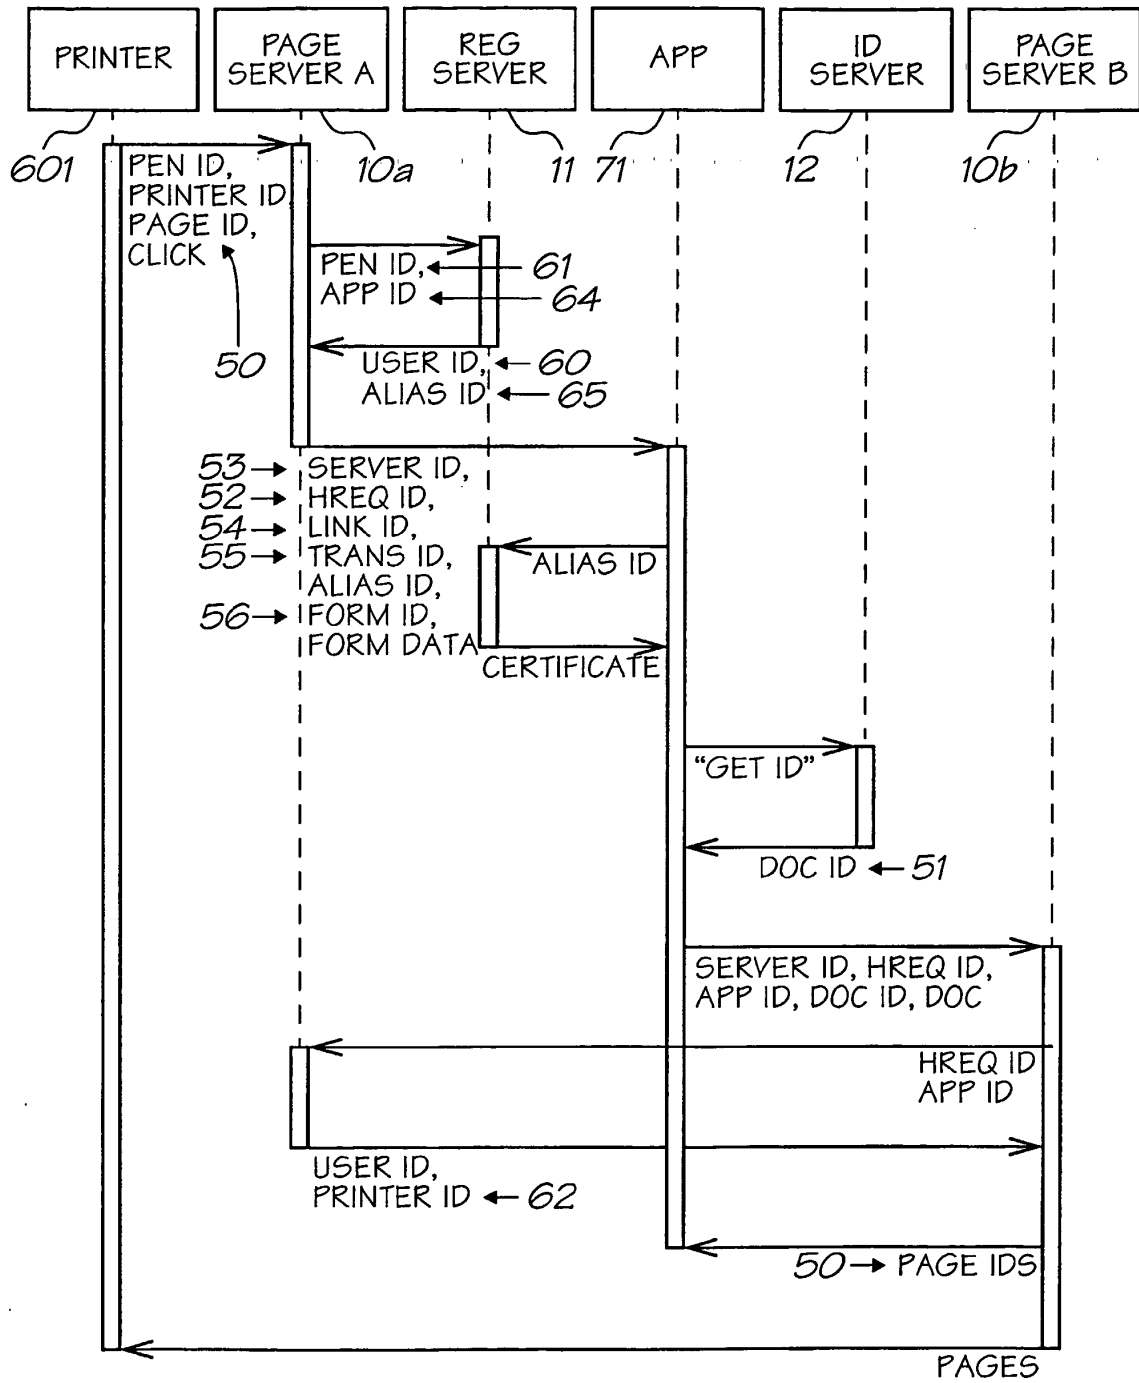 PRINTER
PAGE
SERVER A
REG
SERVER
APP
ID
SERVER
PAGE
SERVER B
601
10a
11
71
12
10b
PEN ID,
PRINTER ID
PAGE ID,
CLICK
50
PEN ID,
61
APP ID
64
USER ID,
60
ALIAS ID
65
53
SERVER ID,
52
HREQ ID,
54
LINK ID,
55
TRANS ID,
ALIAS ID,
56
FORM ID,
FORM DATA
ALIAS ID
CERTIFICATE
“GET ID”
DOC ID
51
SERVER ID, HREQ ID,
APP ID, DOC ID, DOC
HREQ ID
APP ID
USER ID,
PRINTER ID
62
50
PAGE IDS
PAGES